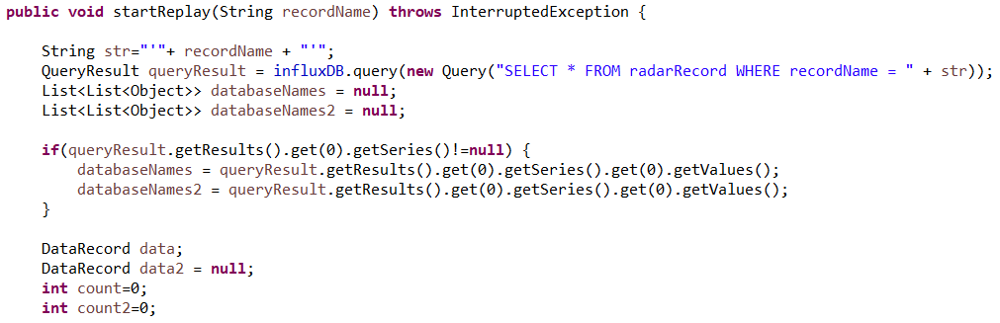 public void startReplay(String recordName) throws InterruptedException {
String str="'"+ recordName + "'";
QueryResult queryResult = influxDB.query(new Query("SELECT * FROM radarRecord WHERE recordName = " + str));
List<List<Object>> databaseNames = null;
List<List<Object>> databaseNames2 = null;
if(queryResult.getResults().get(0).getSeries()!=null) {
databaseNames = queryResult.getResults().get(0).getSeries().get(0).getValues();
databaseNames2 = queryResult.getResults().get(0).getSeries().get(0).getValues();
}
DataRecord data;
DataRecord data2 = null;
int count=0;
int count2=0;